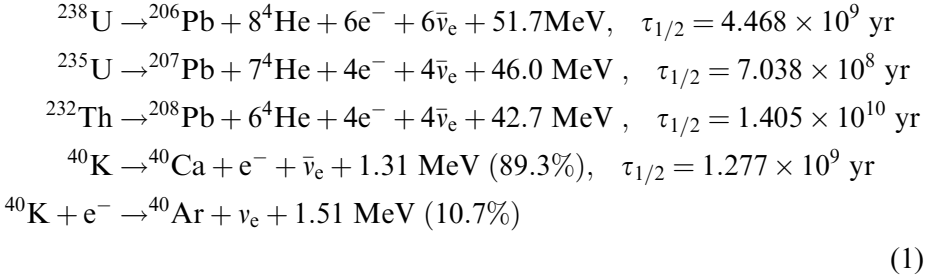 ²³⁸U →²⁰⁶Pb + 8⁴He + 6e⁻ + 6ν̄ₑ + 51.7MeV, τ₁/₂ = 4.468 × 10⁹ yr
²³⁵U →²⁰⁷Pb + 7⁴He + 4e⁻ + 4ν̄ₑ + 46.0 MeV , τ₁/₂ = 7.038 × 10⁸ yr
²³²Th →²⁰⁸Pb + 6⁴He + 4e⁻ + 4ν̄ₑ + 42.7 MeV , τ₁/₂ = 1.405 × 10¹⁰ yr
⁴⁰K →⁴⁰Ca + e⁻ + ν̄ₑ + 1.31 MeV (89.3%), τ₁/₂ = 1.277 × 10⁹ yr
⁴⁰K + e⁻ →⁴⁰Ar + νₑ + 1.51 MeV (10.7%)
(1)